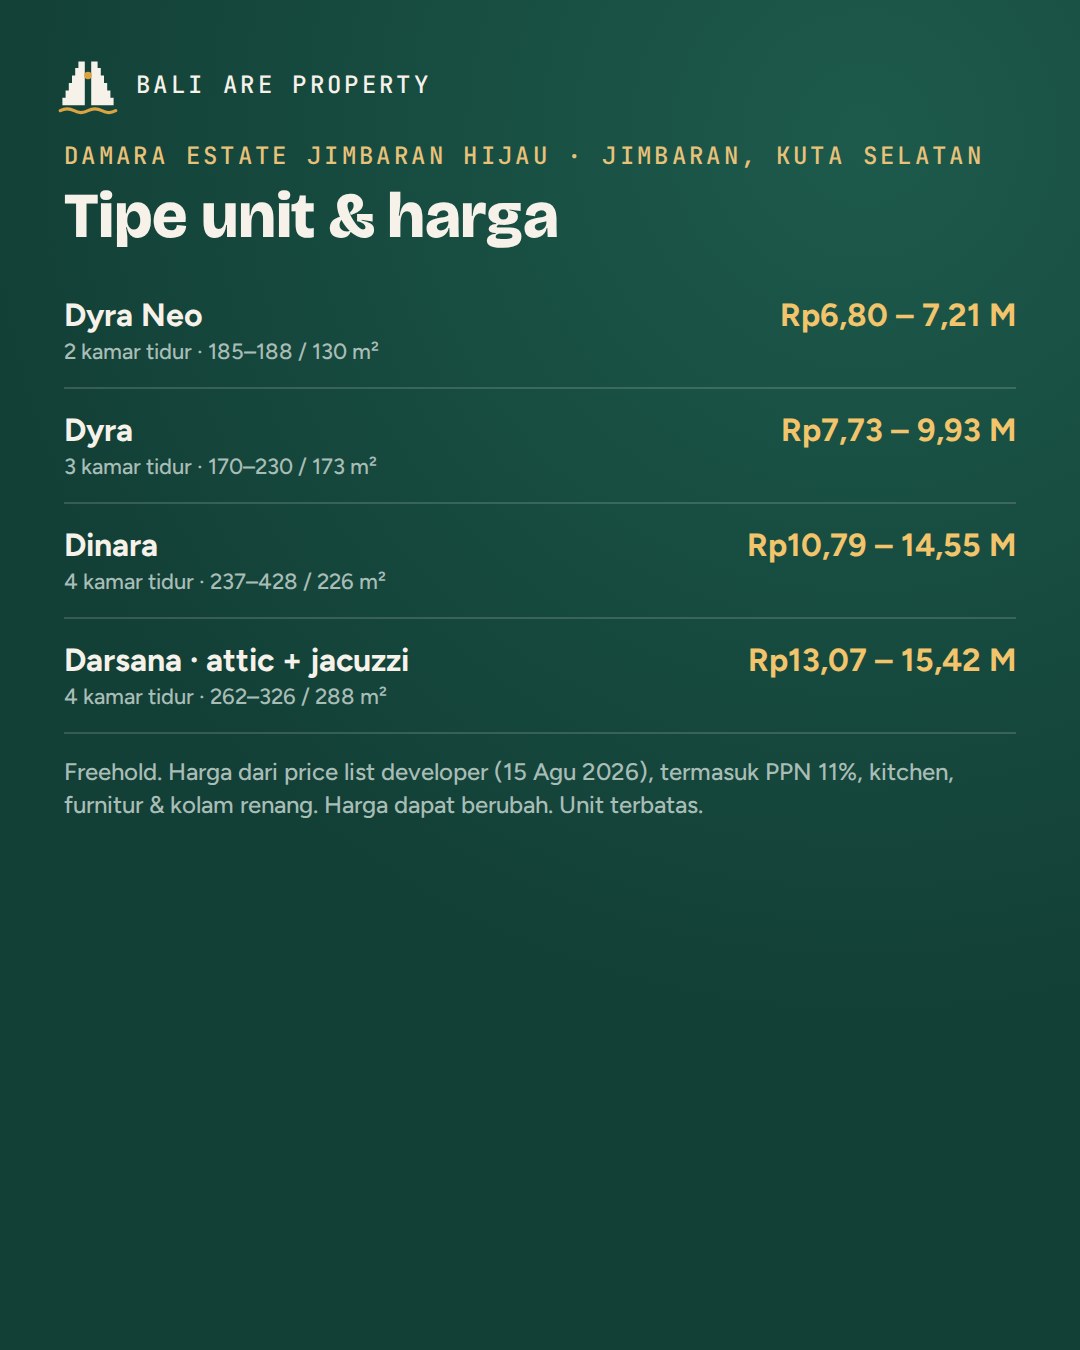 BALI ARE PROPERTY
DAMARA ESTATE JIMBARAN HIJAU · JIMBARAN, KUTA SELATAN
Tipe unit & harga
Dyra Neo Rp6,80 – 7,21 M
2 kamar tidur · 185–188 / 130 m²
Dyra Rp7,73 – 9,93 M
3 kamar tidur · 170–230 / 173 m²
Dinara Rp10,79 – 14,55 M
4 kamar tidur · 237–428 / 226 m²
Darsana · attic + jacuzzi Rp13,07 – 15,42 M
4 kamar tidur · 262–326 / 288 m²
Freehold. Harga dari price list developer (15 Agu 2026), termasuk PPN 11%, kitchen,
furnitur & kolam renang. Harga dapat berubah. Unit terbatas.